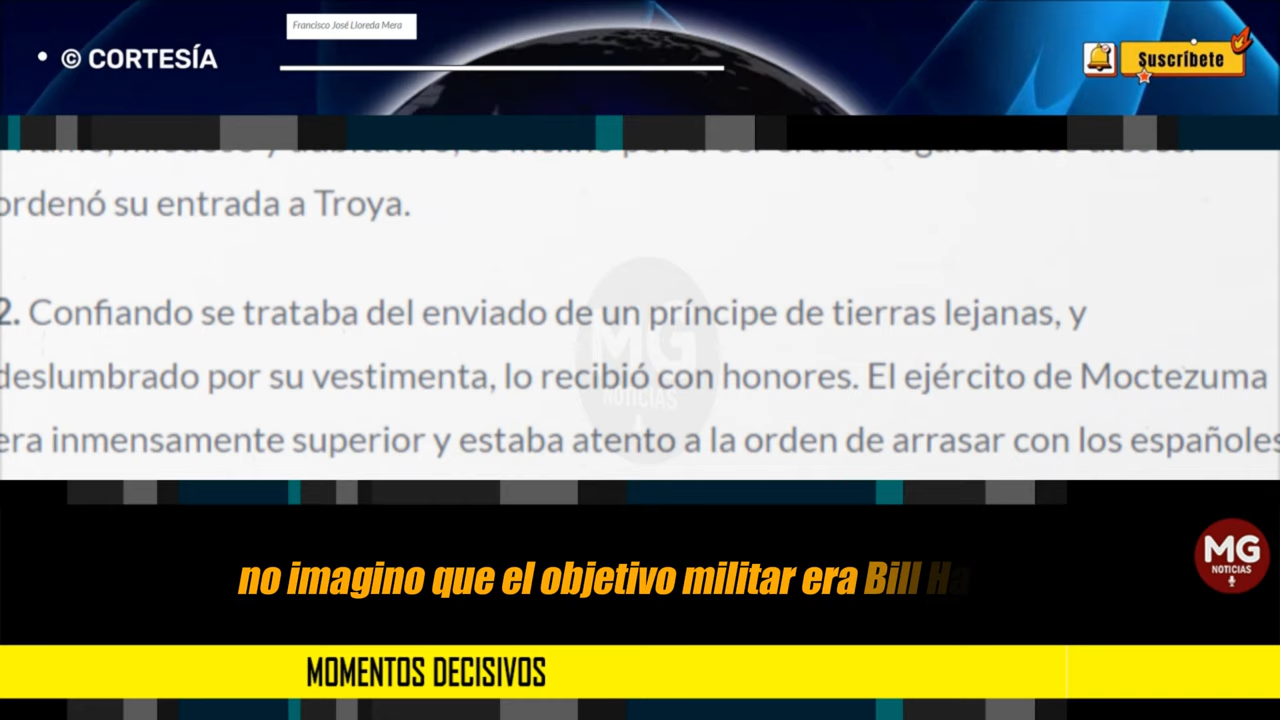 Francisco José Lloreda Mera
• © CORTESÍA
Suscríbete
ordenó su entrada a Troya.
2. Confiando se trataba del enviado de un príncipe de tierras lejanas, y
deslumbrado por su vestimenta, lo recibió con honores. El ejército de Moctezuma
era inmensamente superior y estaba atento a la orden de arrasar con los españoles
MG
NOTICIAS
no imagino que el objetivo militar era Bill Ha
MG
NOTICIAS
MOMENTOS DECISIVOS